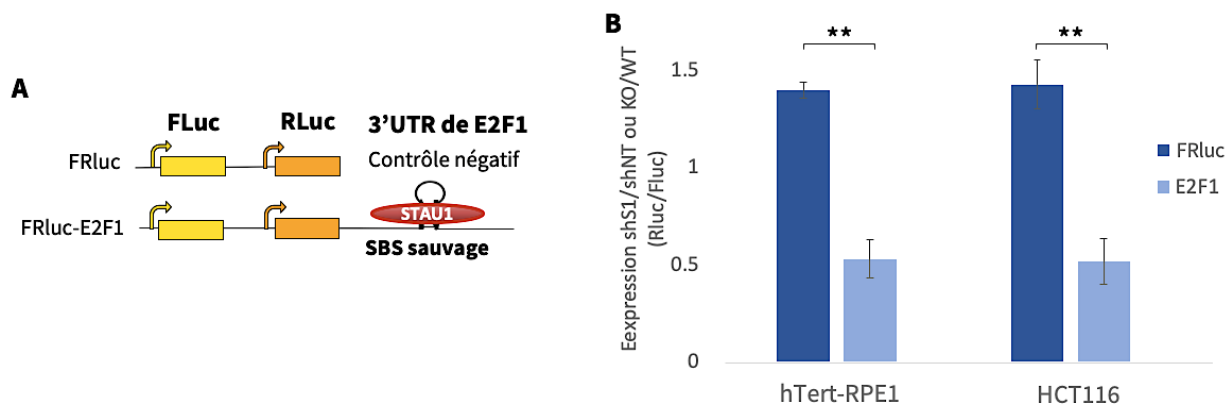 A
FLuc RLuc 3'UTR de E2F1
FRluc Contrôle négatif
STAU1
FRluc-E2F1
SBS sauvage
B
Eexpression shS1/shNT ou KO/WT
(Rluc/Fluc)
** **
1.5
1
0.5
0
hTert-RPE1 HCT116
FRluc
E2F1